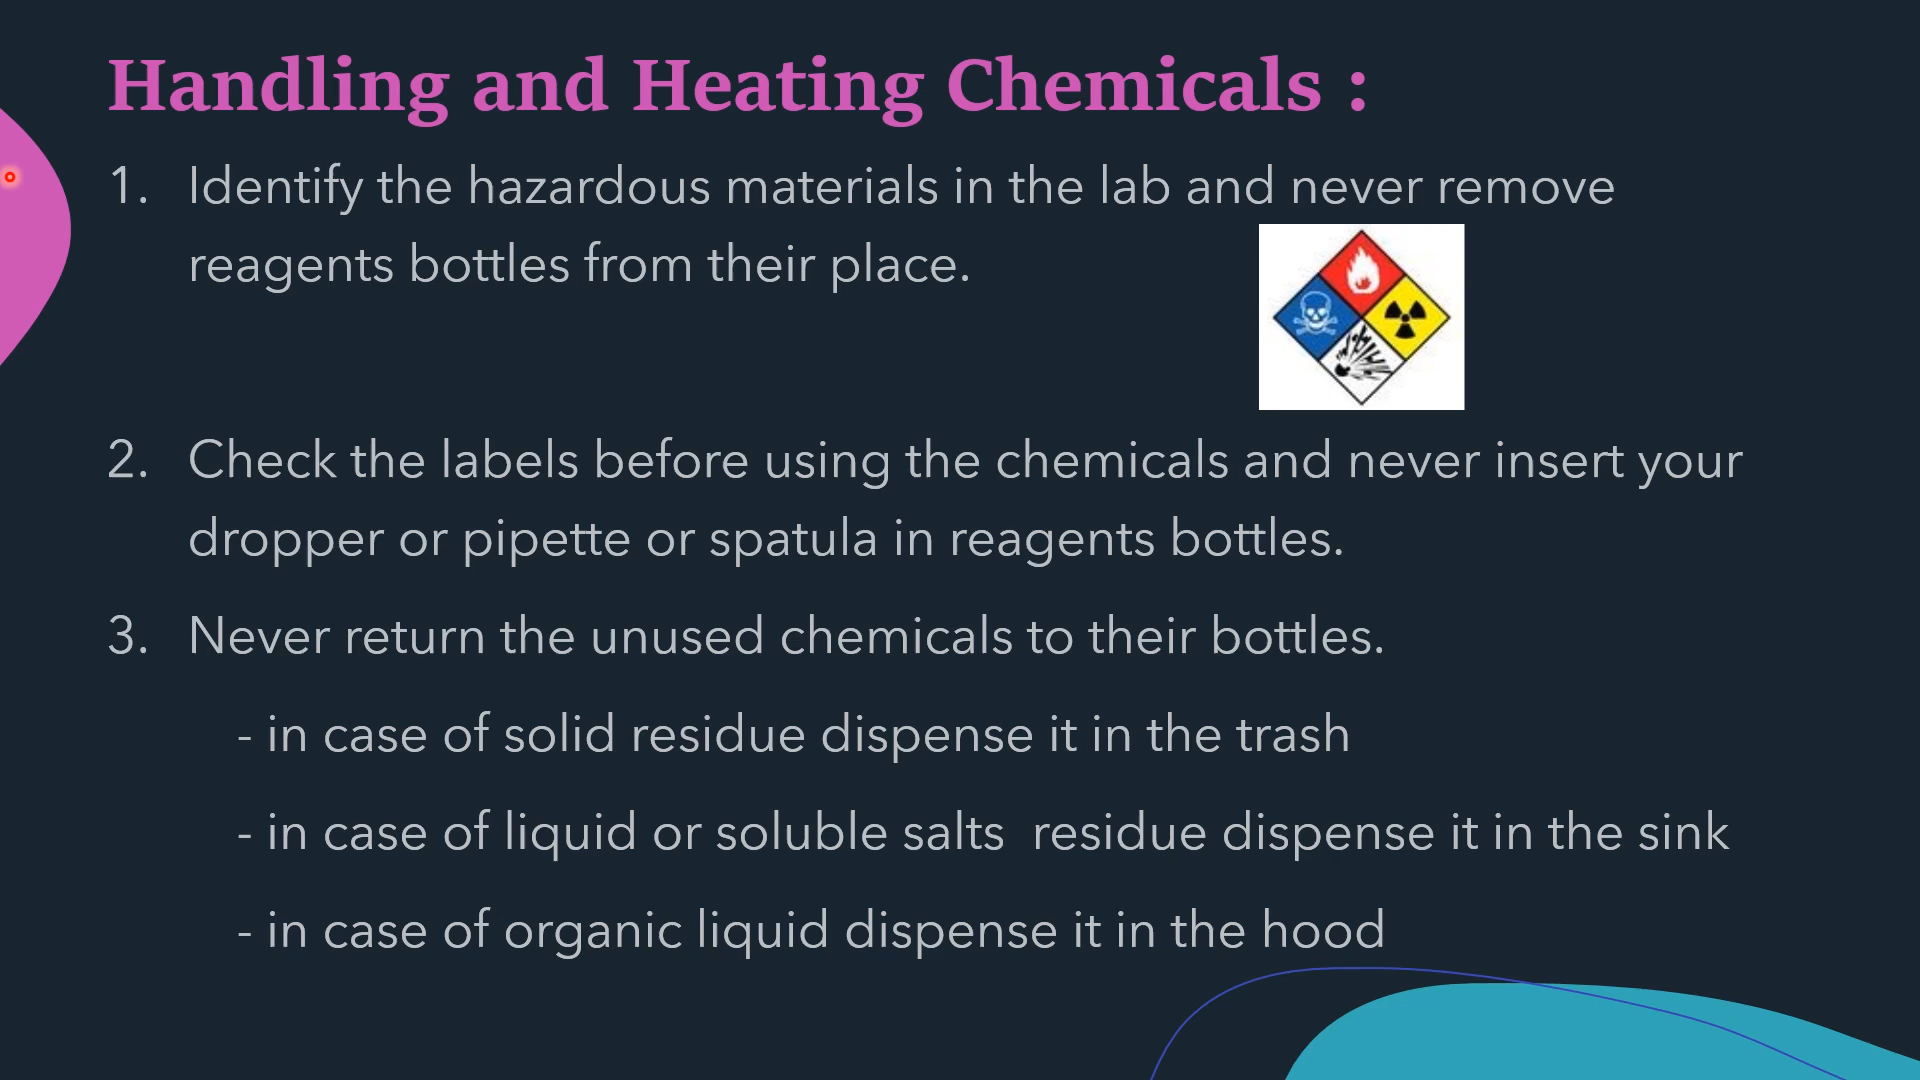 Handling and Heating Chemicals :
1. Identify the hazardous materials in the lab and never remove
reagents bottles from their place.
2. Check the labels before using the chemicals and never insert your
dropper or pipette or spatula in reagents bottles.
3. Never return the unused chemicals to their bottles.
- in case of solid residue dispense it in the trash
- in case of liquid or soluble salts  residue dispense it in the sink
- in case of organic liquid dispense it in the hood